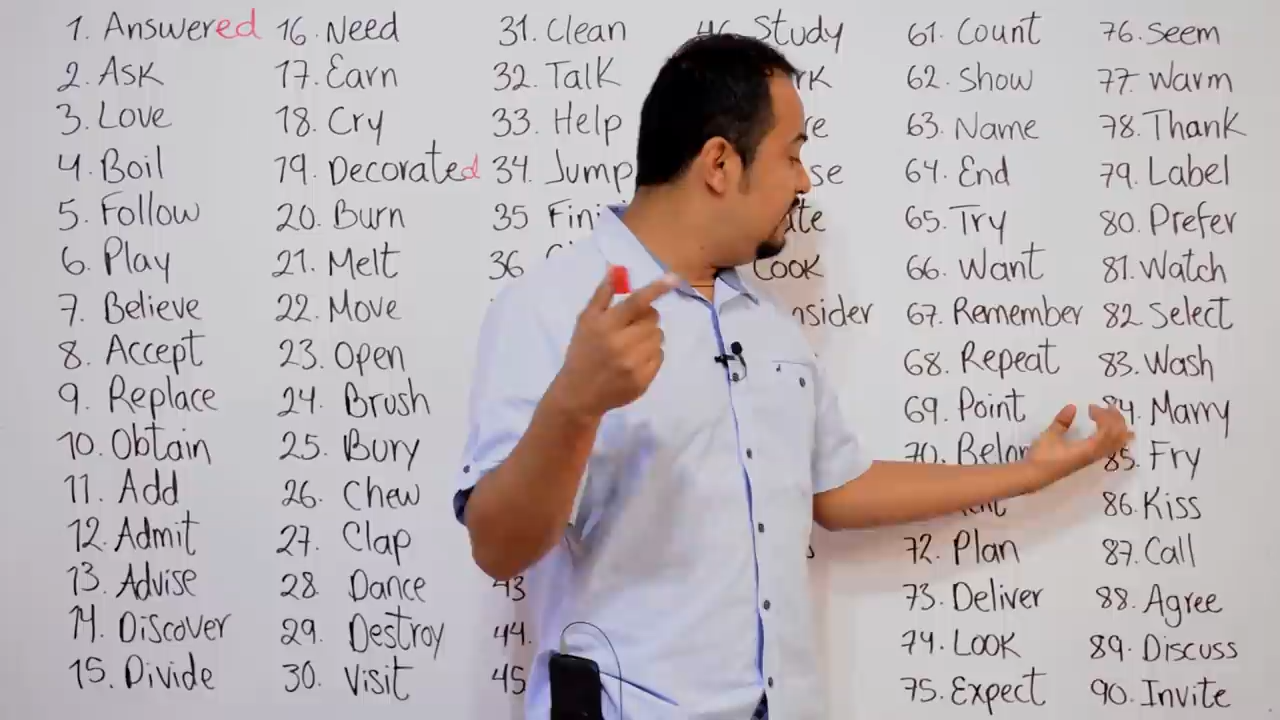 1. Answered
2. Ask
3. Love
4. Boil
5. Follow
6. Play
7. Believe
8. Accept
9. Replace
10. Obtain
11. Add
12. Admit
13. Advise
14. Discover
15. Divide
16. Need
17. Earn
18. Cry
19. Decorated
20. Burn
21. Melt
22. Move
23. Open
24. Brush
25. Bury
26. Chew
27. Clap
28. Dance
29. Destroy
30. Visit
31. Clean
32. Talk
33. Help
34. Jump
35 Fini
36
43
44.
45
46. Study
Look
nsider
61. Count
62. Show
63. Name
64. End
65. Try
66. Want
67. Remember
68. Repeat
69. Point
70. Belon
72. Plan
73. Deliver
74. Look
75. Expect
76. Seem
77. Warm
78. Thank
79. Label
80. Prefer
81. Watch
82. Select
83. Wash
84. Marry
85. Fry
86. Kiss
87. Call
88. Agree
89. Discuss
90. Invite